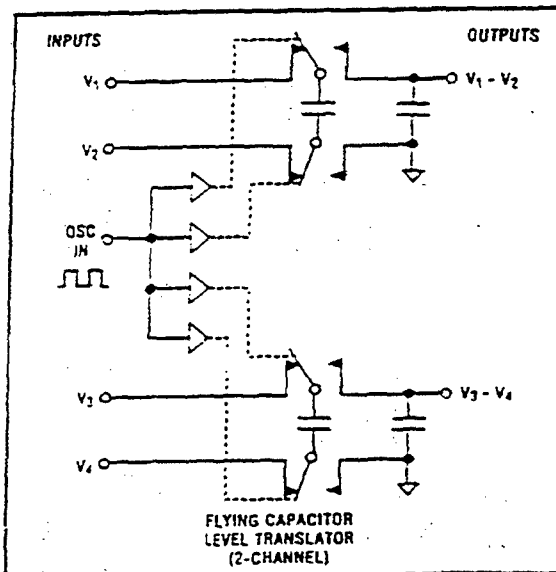 INPUTS
OUTPUTS
V₁
V₁ - V₂
V₂
OSC
IN
V₃
V₃ - V₄
V₄
FLYING CAPACITOR
LEVEL TRANSLATOR
(2-CHANNEL)